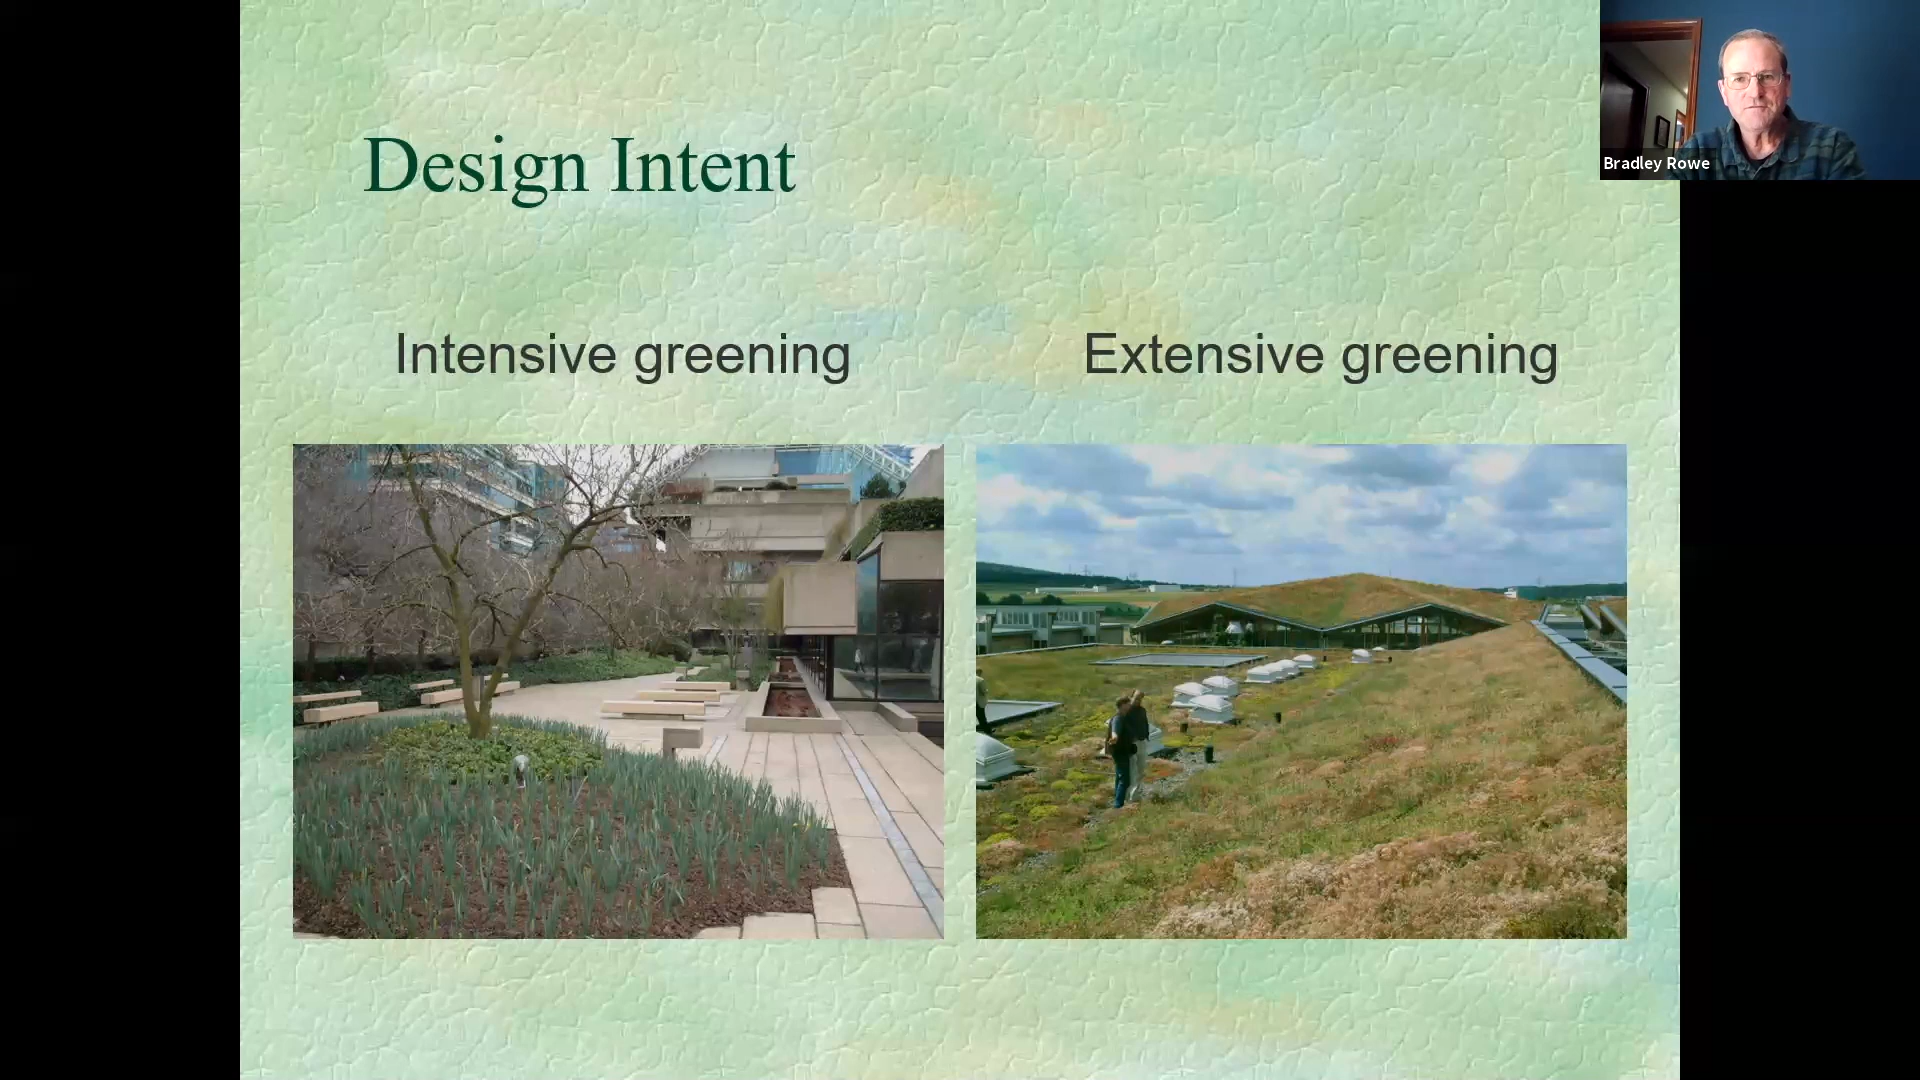 Design Intent
Bradley Rowe
Intensive greening
Extensive greening